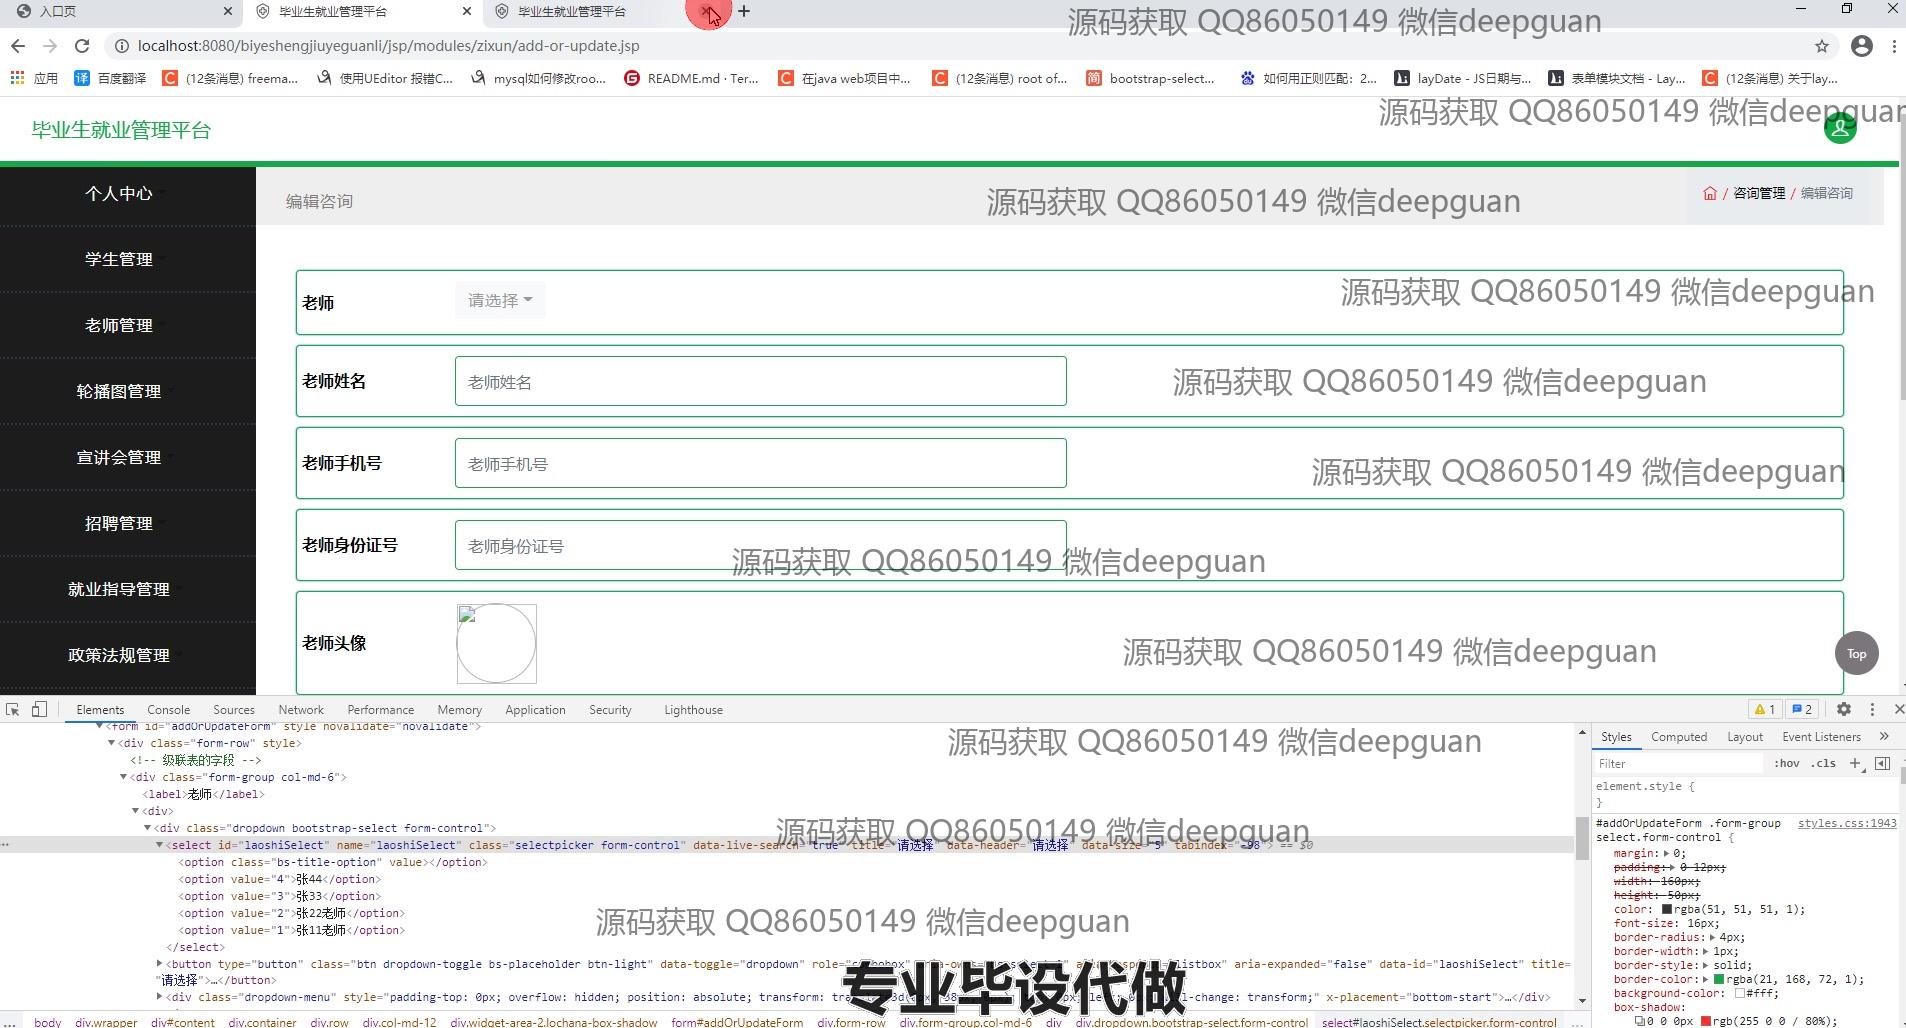 入口页
毕业生就业管理平台
毕业生就业管理平台
源码获取 QQ86050149 微信deepguan
localhost:8080/biyeshengjiuyeguanli/jsp/modules/zixun/add-or-update.jsp
应用 百度翻译 (12条消息) freema... 使用UEditor 报错C... mysql如何修改roo... README.md · Ter... 在java web项目中... (12条消息) root of... bootstrap-select... 如何用正则匹配：2... layDate - JS日期与... 表单模块文档 - Lay... (12条消息) 关于lay...
源码获取 QQ86050149 微信deepguan
毕业生就业管理平台
个人中心
编辑咨询
源码获取 QQ86050149 微信deepguan
/ 咨询管理 / 编辑咨询
学生管理
老师管理
轮播图管理
宣讲会管理
招聘管理
就业指导管理
政策法规管理
老师 请选择
源码获取 QQ86050149 微信deepguan
老师姓名 老师姓名
源码获取 QQ86050149 微信deepguan
老师手机号 老师手机号
源码获取 QQ86050149 微信deepguan
老师身份证号 老师身份证号
源码获取 QQ86050149 微信deepguan
老师头像
源码获取 QQ86050149 微信deepguan
Top
Elements Console Sources Network Performance Memory Application Security Lighthouse 1 2
<form id="addOrUpdateForm" style novalidate="novalidate">
<div class="form-row" style>
<!-- 级联表的字段 -->
<div class="form-group col-md-6">
<label>老师</label>
<div>
<div class="dropdown bootstrap-select form-control">
<select id="laoshiSelect" name="laoshiSelect" class="selectpicker form-control" data-live-search="true" title="请选择" data-header="请选择" data-size="5" tabindex="-98"> == $0
<option class="bs-title-option" value></option>
<option value="4">张44</option>
<option value="3">张33</option>
<option value="2">张22老师</option>
<option value="1">张11老师</option>
</select>
<button type="button" class="btn dropdown-toggle bs-placeholder btn-light" data-toggle="dropdown" role= listbox" aria-expanded="false" data-id="laoshiSelect" title=
"请选择">…</button>
<div class="dropdown-menu" style="padding-top: 0px; overflow: hidden; position: absolute; transform: change: transform;" x-placement="bottom-start">…</div>
源码获取 QQ86050149 微信deepguan
源码获取 QQ86050149 微信deepguan
源码获取 QQ86050149 微信deepguan
专业毕设代做
body div.wrapper div#content div.container div.row div.col-md-12 div.widget-area-2.lochana-box-shadow form#addOrUpdateForm div.form-row div.form-group.col-md-6 div div.dropdown.bootstrap-select.form-control select#laoshiSelect.selectpicker.form-control
Styles Computed Layout Event Listeners »
Filter :hov .cls +
element.style {
}
#addOrUpdateForm .form-group styles.css:1943
select.form-control {
margin: 0;
padding: 0 12px;
width: 160px;
height: 50px;
color: rgba(51, 51, 51, 1);
font-size: 16px;
border-radius: 4px;
border-width: 1px;
border-style: solid;
border-color: rgba(21, 168, 72, 1);
background-color: #fff;
box-shadow:
0 0 0px rgb(255 0 0 / 80%);